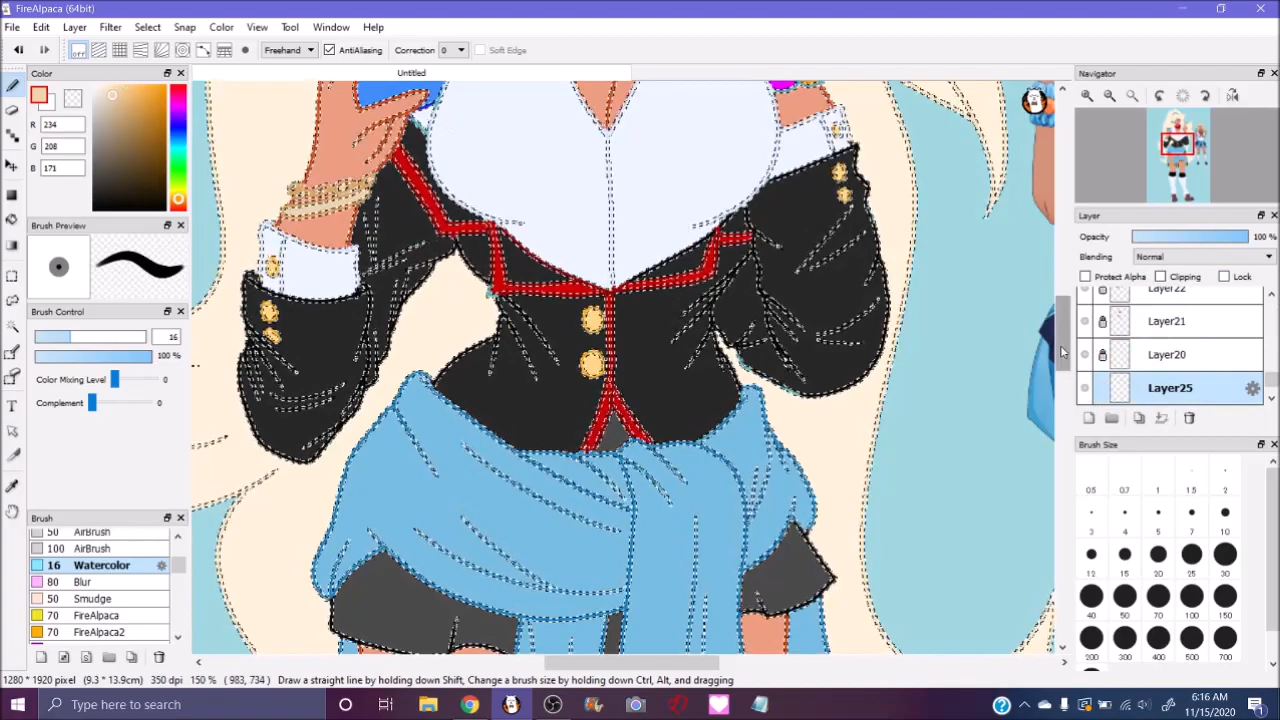 FireAlpaca (64bit)
File Edit Layer Filter Select Snap Color View Tool Window Help
off Freehand AntiAliasing Correction 0 Soft Edge
Color Untitled Navigator
R 234
G 208
B 171
Layer
Brush Preview
Opacity 100 %
Blending Normal
Protect Alpha Clipping Lock
Layer22
Brush Control
Layer21
16
100 %
Layer20
Color Mixing Level 0
Layer25
Complement 0
Brush Size
0.5 0.7 1 1.5 2
3 4 5 7 10
Brush
50 AirBrush
100 AirBrush
16 Watercolor
12 15 20 25 30
80 Blur
50 Smudge
40 50 70 100 150
70 FireAlpaca
70 FireAlpaca2
200 300 400 500 700
1280 * 1920 pixel (9.3 * 13.9cm) 350 dpi 150 % ( 983, 734 ) Draw a straight line by holding down Shift, Change a brush size by holding down Ctrl, Alt, and dragging
Type here to search
6:16 AM
11/15/2020